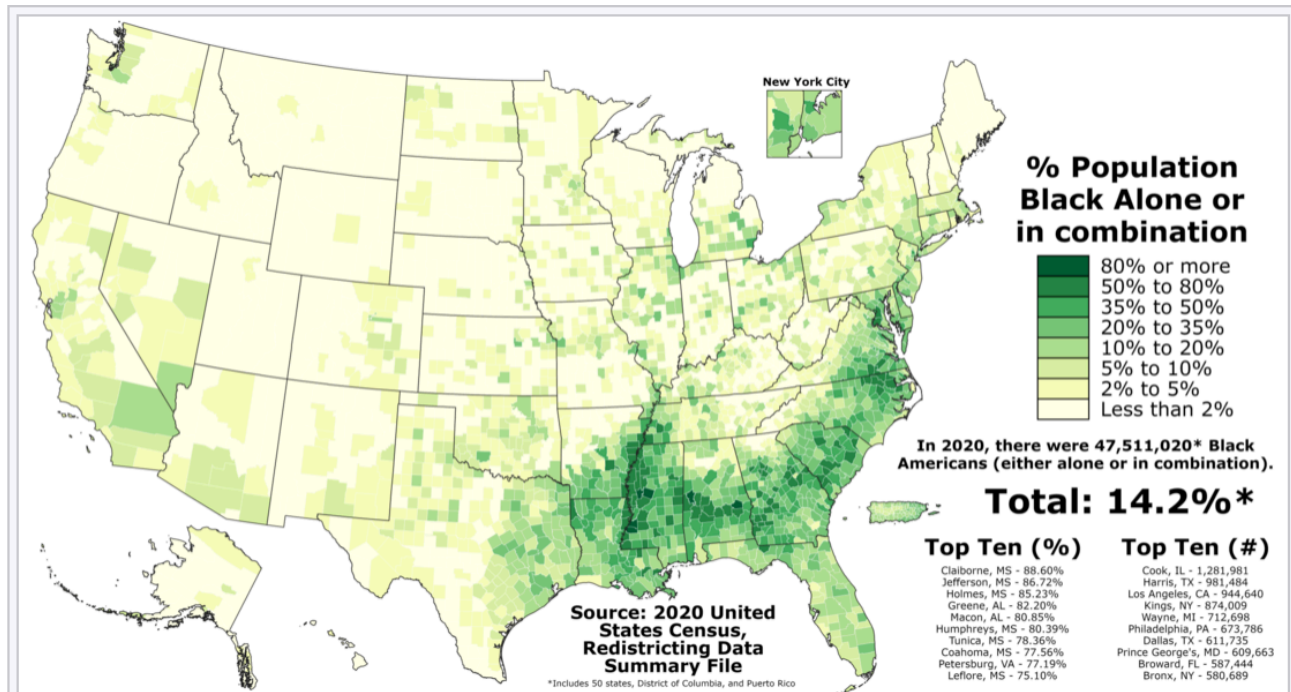 New York City
% Population
Black Alone or
in combination
80% or more
50% to 80%
35% to 50%
20% to 35%
10% to 20%
5% to 10%
2% to 5%
Less than 2%
In 2020, there were 47,511,020* Black
Americans (either alone or in combination).
Total: 14.2%*
Top Ten (%)
Claiborne, MS - 88.60%
Jefferson, MS - 86.72%
Holmes, MS - 85.23%
Greene, AL - 82.20%
Macon, AL - 80.85%
Humphreys, MS - 80.39%
Tunica, MS - 78.36%
Coahoma, MS - 77.56%
Petersburg, VA - 77.19%
Leflore, MS - 75.10%
Top Ten (#)
Cook, IL - 1,281,981
Harris, TX - 981,484
Los Angeles, CA - 944,640
Kings, NY - 874,009
Wayne, MI - 712,698
Philadelphia, PA - 673,786
Dallas, TX - 611,735
Prince George's, MD - 609,663
Broward, FL - 587,444
Bronx, NY - 580,689
Source: 2020 United
States Census,
Redistricting Data
Summary File
*Includes 50 states, District of Columbia, and Puerto Rico